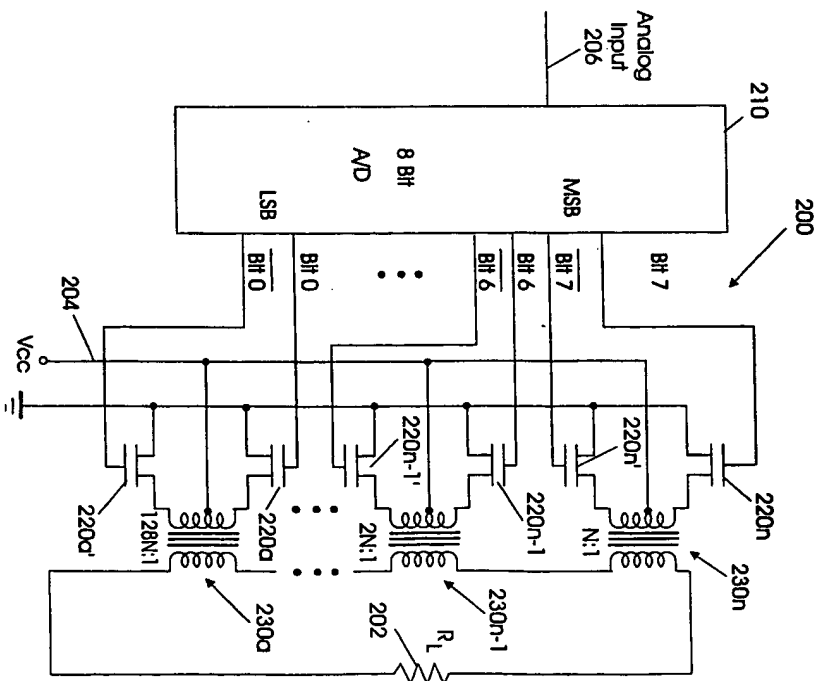 200
210
220n
Bit 7
230n
Analog
Input
206
MSB
N:1
Bit 7
220n'
Bit 6
220n-1
Bit 6
230n-1
R_L
202
8 Bit
A/D
2N:1
220n-1'
• • •
• • •
• • •
Bit 0
220a
LSB
Bit 0
230a
128N:1
220a'
204
Vcc